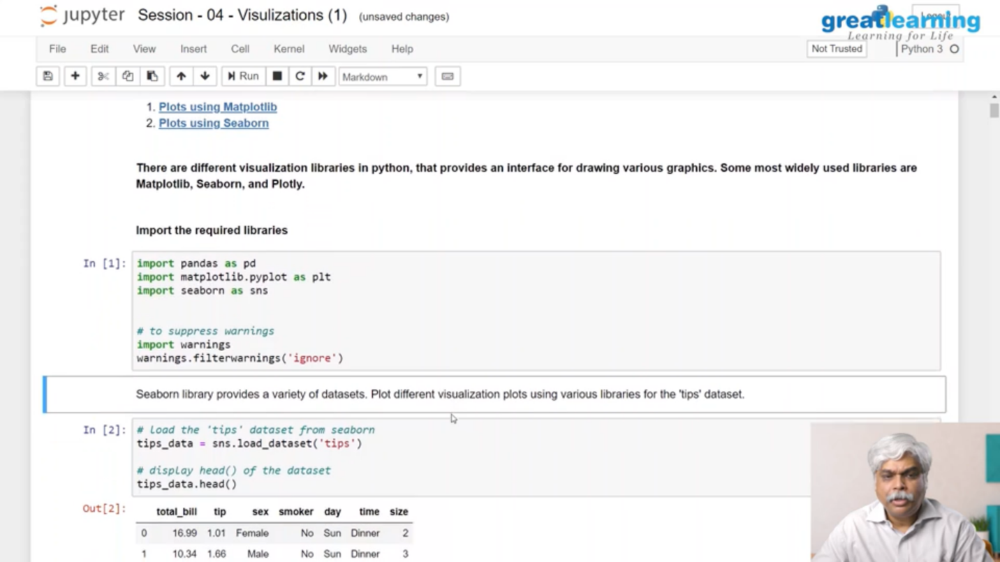 jupyter Session - 04 - Visulizations (1) (unsaved changes)
greatlearning
Learning for Life
File Edit View Insert Cell Kernel Widgets Help Not Trusted Python 3
Run Markdown
1. Plots using Matplotlib
2. Plots using Seaborn
There are different visualization libraries in python, that provides an interface for drawing various graphics. Some most widely used libraries are
Matplotlib, Seaborn, and Plotly.
Import the required libraries
In [1]: import pandas as pd
import matplotlib.pyplot as plt
import seaborn as sns
# to suppress warnings
import warnings
warnings.filterwarnings('ignore')
Seaborn library provides a variety of datasets. Plot different visualization plots using various libraries for the 'tips' dataset.
In [2]: # load the 'tips' dataset from seaborn
tips_data = sns.load_dataset('tips')
# display head() of the dataset
tips_data.head()
Out[2]:
total_bill tip sex smoker day time size
0 16.99 1.01 Female No Sun Dinner 2
1 10.34 1.66 Male No Sun Dinner 3